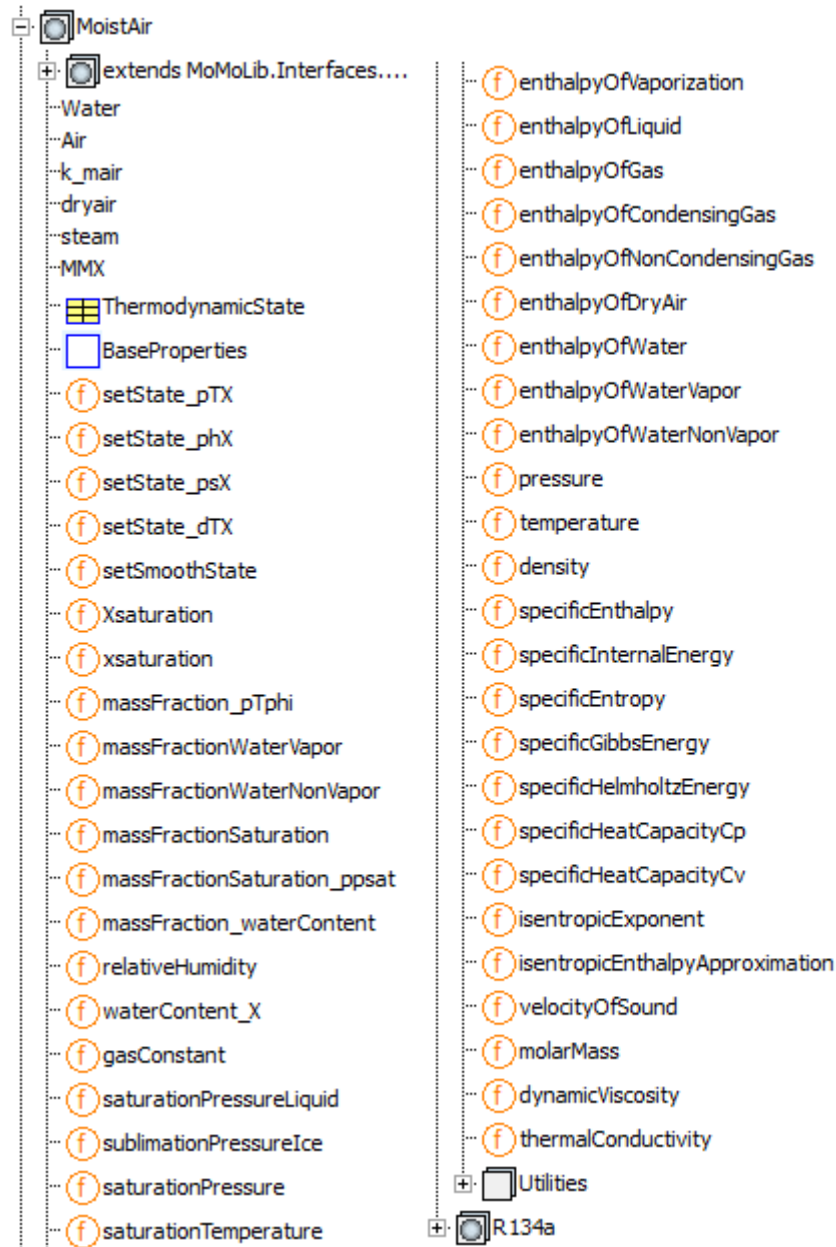 MoistAir
extends MoMoLib.Interfaces....
Water
Air
k_mair
dryair
steam
MMX
ThermodynamicState
BaseProperties
f setState_pTX
f setState_phX
f setState_psX
f setState_dTX
f setSmoothState
f Xsaturation
f xsaturation
f massFraction_pTphi
f massFractionWaterVapor
f massFractionWaterNonVapor
f massFractionSaturation
f massFractionSaturation_ppsat
f massFraction_waterContent
f relativeHumidity
f waterContent_X
f gasConstant
f saturationPressureLiquid
f sublimationPressureIce
f saturationPressure
f saturationTemperature
f enthalpyOfVaporization
f enthalpyOfLiquid
f enthalpyOfGas
f enthalpyOfCondensingGas
f enthalpyOfNonCondensingGas
f enthalpyOfDryAir
f enthalpyOfWater
f enthalpyOfWaterVapor
f enthalpyOfWaterNonVapor
f pressure
f temperature
f density
f specificEnthalpy
f specificInternalEnergy
f specificEntropy
f specificGibbsEnergy
f specificHelmholtzEnergy
f specificHeatCapacityCp
f specificHeatCapacityCv
f isentropicExponent
f isentropicEnthalpyApproximation
f velocityOfSound
f molarMass
f dynamicViscosity
f thermalConductivity
Utilities
R134a